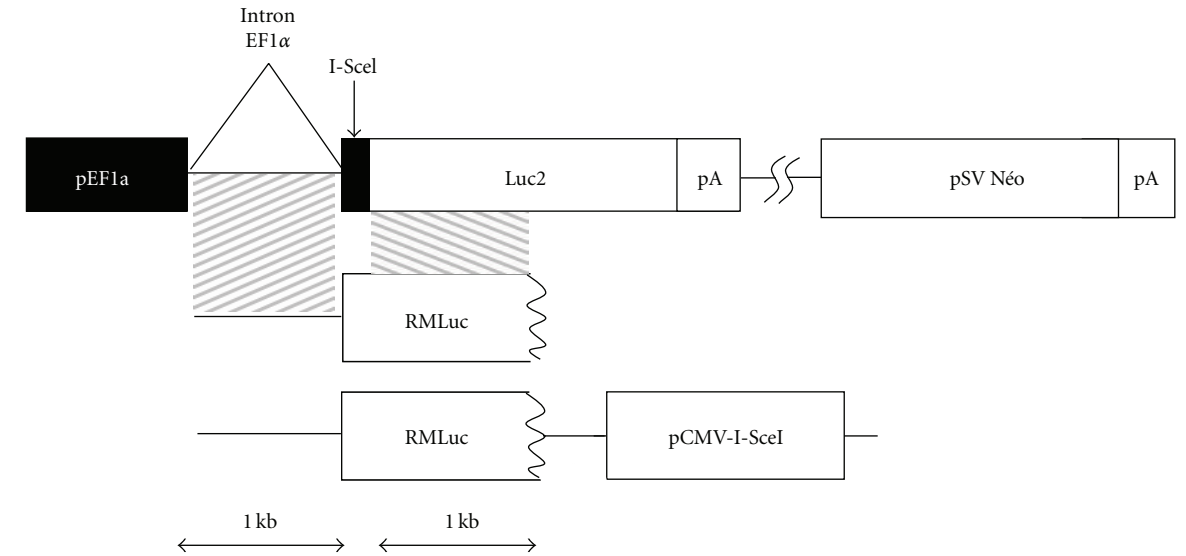 Intron
EF1α
I-SceI
pEF1a
Luc2
pA
pSV Néo
pA
RMLuc
RMLuc
pCMV-I-SceI
1 kb
1 kb